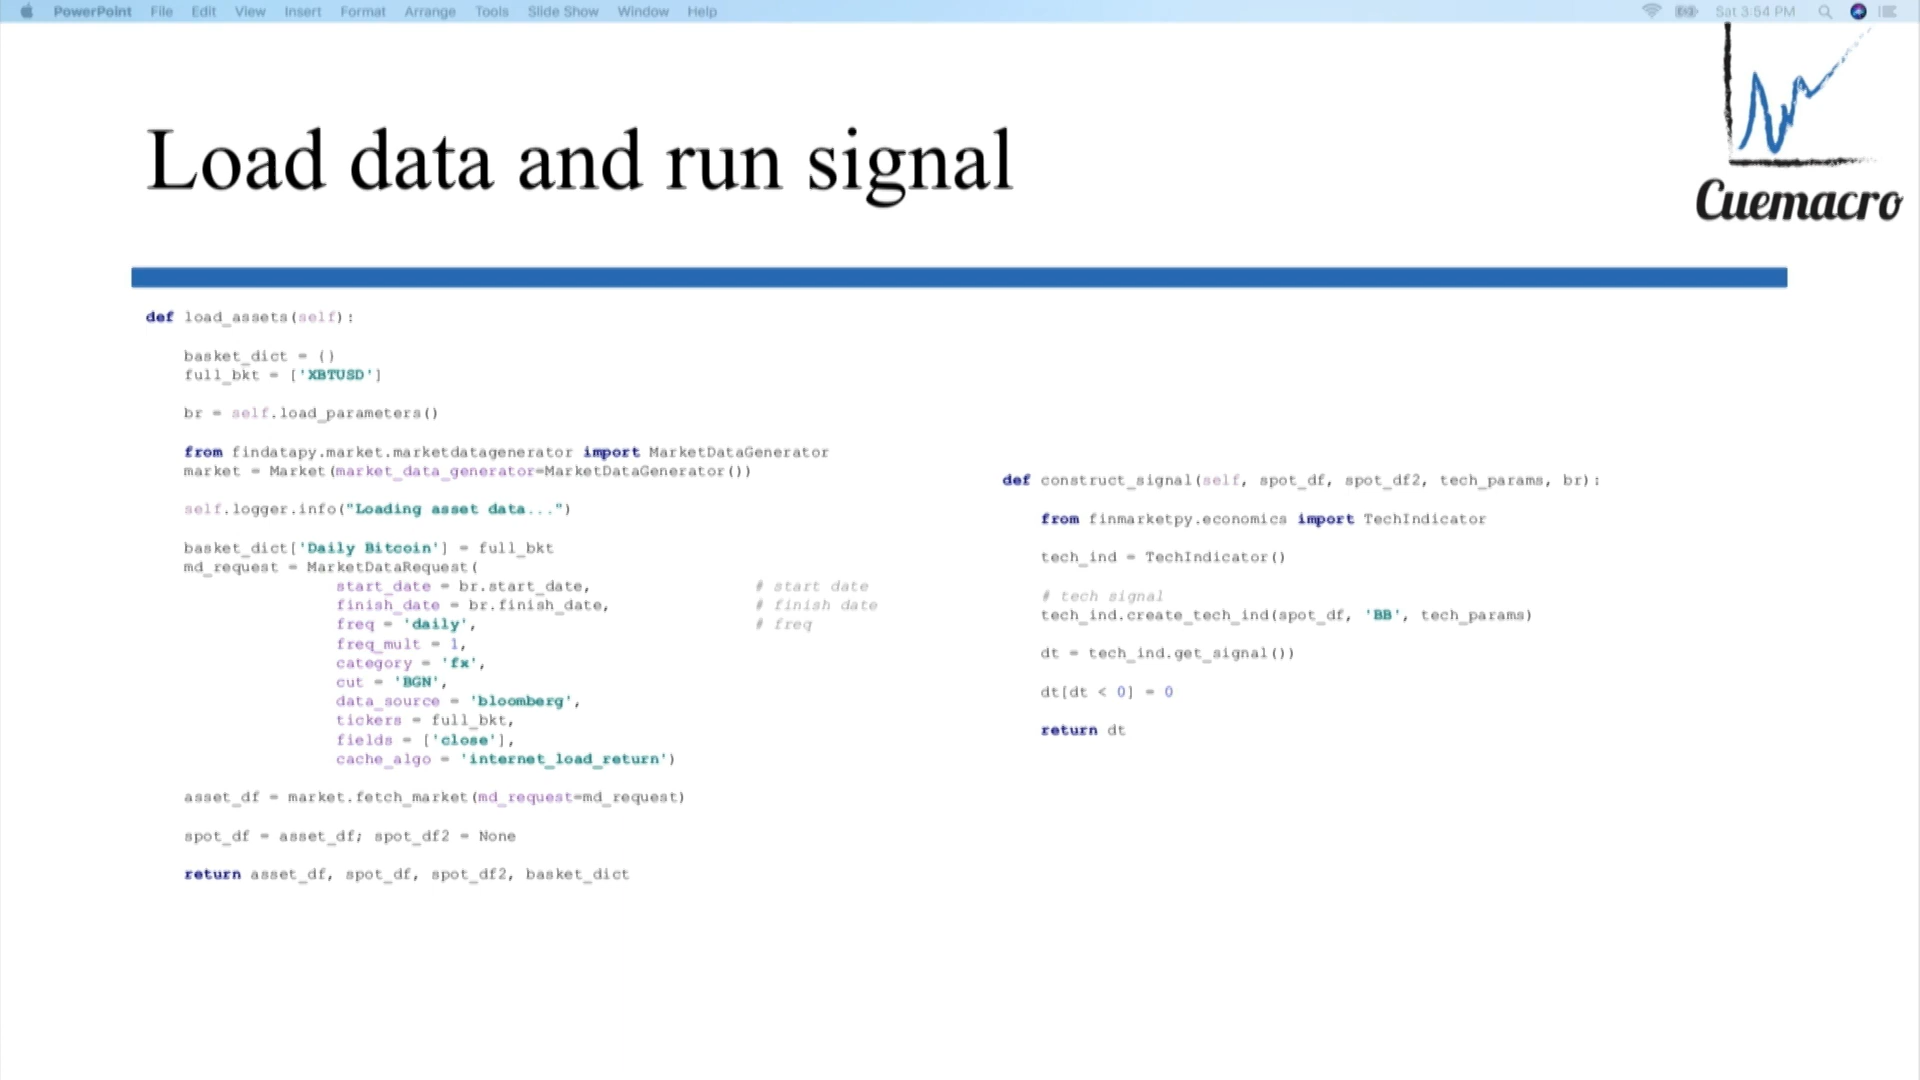 PowerPoint File Edit View Insert Format Arrange Tools Slide Show Window Help Sat 3:54 PM
Load data and run signal
Cuemacro
def load_assets(self):
basket_dict = {}
full_bkt = ['XBTUSD']
br = self.load_parameters()
from findatapy.market.marketdatagenerator import MarketDataGenerator
market = Market(market_data_generator=MarketDataGenerator())
self.logger.info("Loading asset data...")
basket_dict['Daily Bitcoin'] = full_bkt
md_request = MarketDataRequest(
start_date = br.start_date, # start date
finish_date = br.finish_date, # finish date
freq = 'daily', # freq
freq_mult = 1,
category = 'fx',
cut = 'BGN',
data_source = 'bloomberg',
tickers = full_bkt,
fields = ['close'],
cache_algo = 'internet_load_return')
asset_df = market.fetch_market(md_request=md_request)
spot_df = asset_df; spot_df2 = None
return asset_df, spot_df, spot_df2, basket_dict
def construct_signal(self, spot_df, spot_df2, tech_params, br):
from finmarketpy.economics import TechIndicator
tech_ind = TechIndicator()
# tech signal
tech_ind.create_tech_ind(spot_df, 'BB', tech_params)
dt = tech_ind.get_signal())
dt[dt < 0] = 0
return dt